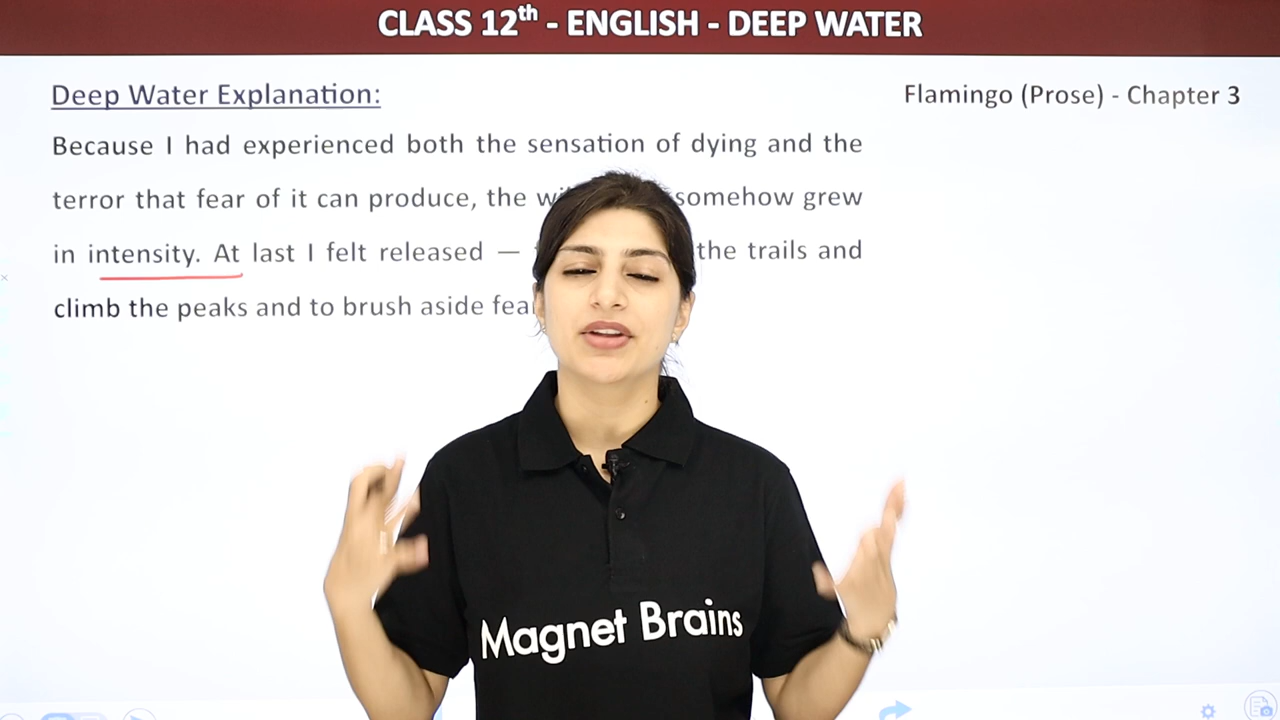 CLASS 12th - ENGLISH - DEEP WATER
Deep Water Explanation:
Flamingo (Prose) - Chapter 3
Because I had experienced both the sensation of dying and the
terror that fear of it can produce, the somehow grew
in intensity. At last I felt released — the trails and
climb the peaks and to brush aside
Magnet Brains